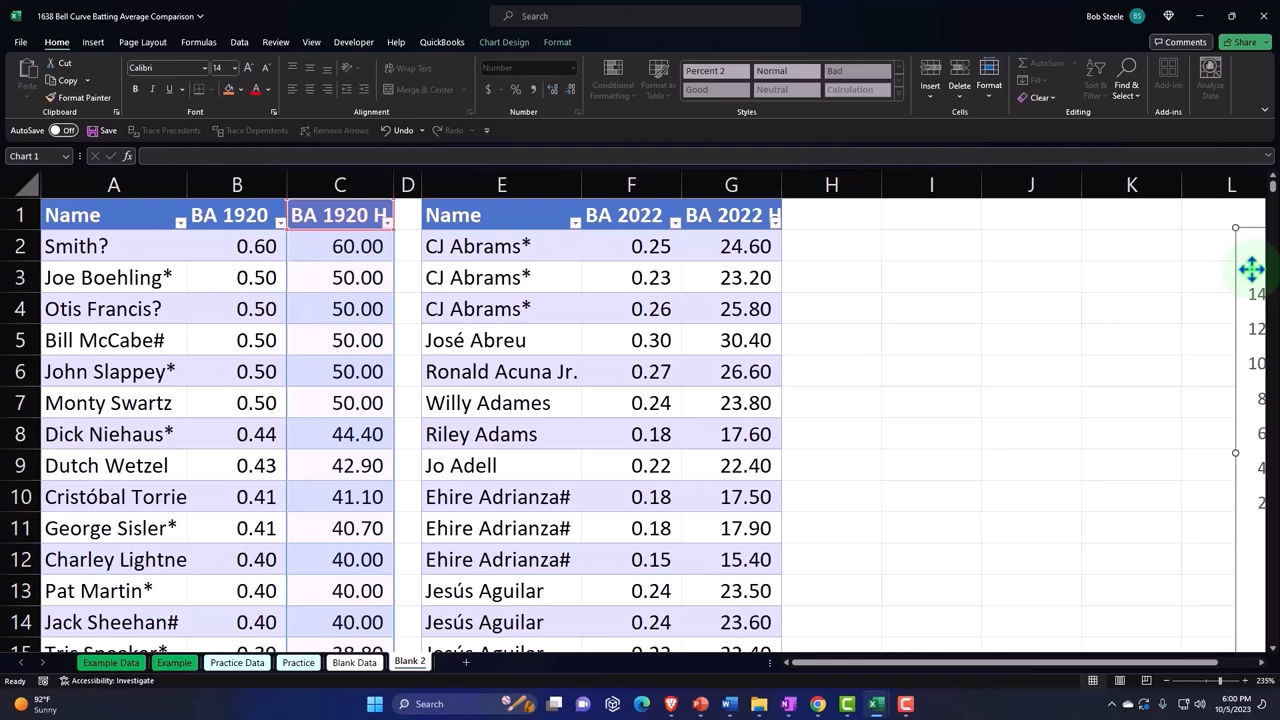 1638 Bell Curve Batting Average Comparison
Search
Bob Steele BS
File Home Insert Page Layout Formulas Data Review View Developer Help QuickBooks Chart Design Format Comments Share
Paste Cut Copy Format Painter Clipboard
Calibri 14 Font
Wrap Text Merge & Center Alignment
Number Number
Conditional Formatting Format as Table
Percent 2 Normal Bad
Good Neutral Calculation
Styles
Insert Delete Format Cells
AutoSum Fill Clear Sort & Filter Find & Select Editing
Add-ins Add-ins
Analyze Data
AutoSave Off Save Trace Precedents Trace Dependents Remove Arrows Undo Redo
Chart 1 fx
A B C D E F G H I J K L
1 Name BA 1920 BA 1920 H Name BA 2022 BA 2022 H
2 Smith? 0.60 60.00 CJ Abrams* 0.25 24.60
3 Joe Boehling* 0.50 50.00 CJ Abrams* 0.23 23.20 14
4 Otis Francis? 0.50 50.00 CJ Abrams* 0.26 25.80 12
5 Bill McCabe# 0.50 50.00 José Abreu 0.30 30.40 10
6 John Slappey* 0.50 50.00 Ronald Acuna Jr. 0.27 26.60
7 Monty Swartz 0.50 50.00 Willy Adames 0.24 23.80 8
8 Dick Niehaus* 0.44 44.40 Riley Adams 0.18 17.60 6
9 Dutch Wetzel 0.43 42.90 Jo Adell 0.22 22.40 4
10 Cristóbal Torrie 0.41 41.10 Ehire Adrianza# 0.18 17.50 2
11 George Sisler* 0.41 40.70 Ehire Adrianza# 0.18 17.90
12 Charley Lightne 0.40 40.00 Ehire Adrianza# 0.15 15.40
13 Pat Martin* 0.40 40.00 Jesús Aguilar 0.24 23.50
14 Jack Sheehan# 0.40 40.00 Jesús Aguilar 0.24 23.60
15 Tris Speaker* 0.39 38.80 Jesús Aguilar 0.22 22.40
Example Data Example Practice Data Practice Blank Data Blank 2
Ready Accessibility: Investigate 235%
92°F
Sunny
Search
6:00 PM
10/5/2023